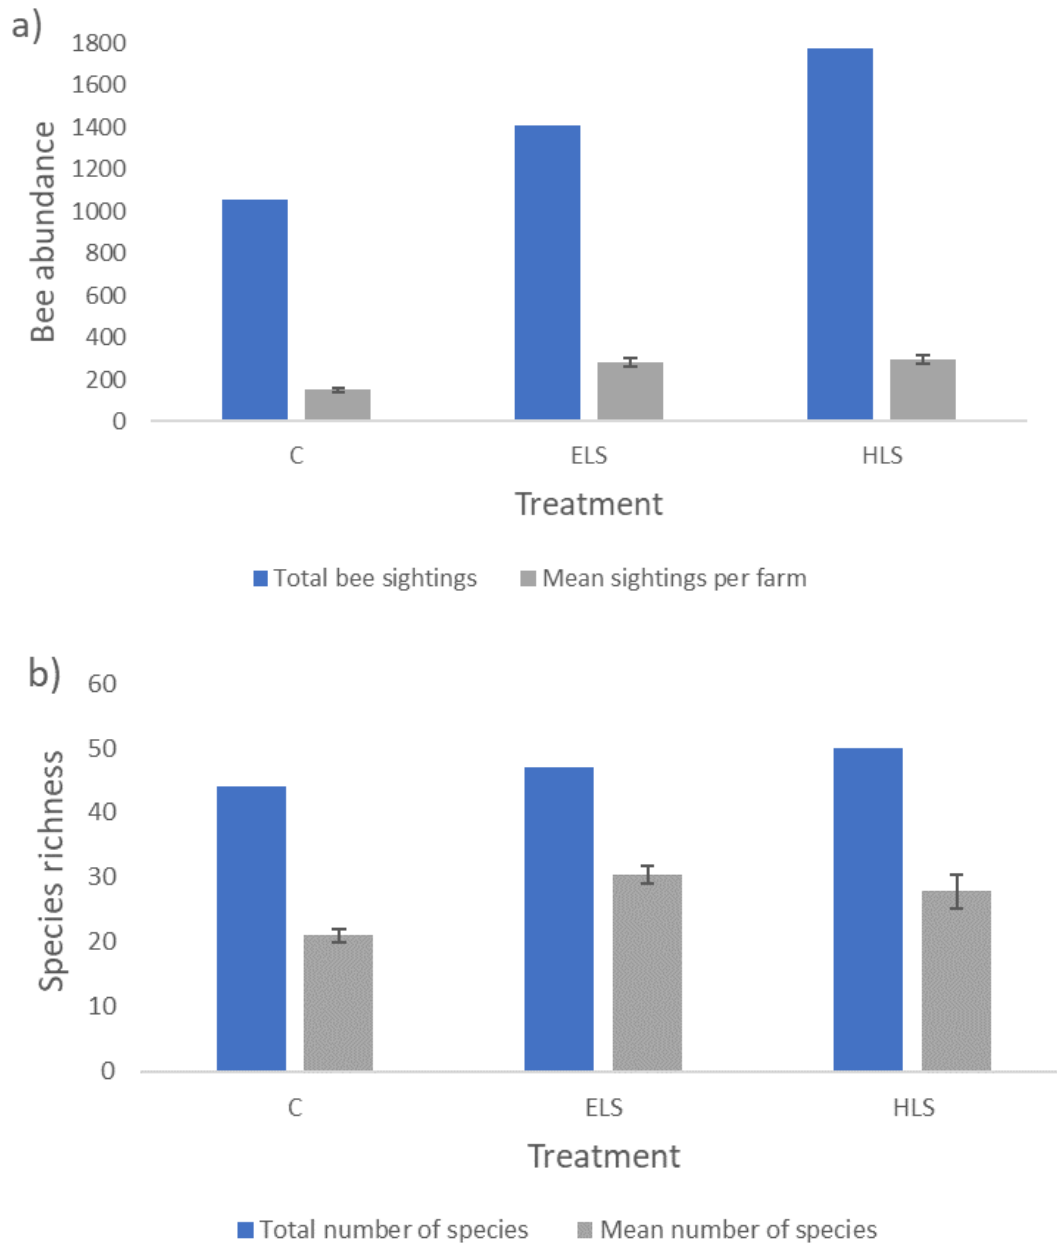 a)
1800
1600
1400
1200
1000
800
600
400
200
0
Bee abundance
C ELS HLS
Treatment
Total bee sightings Mean sightings per farm
b)
60
50
40
30
20
10
0
Species richness
C ELS HLS
Treatment
Total number of species Mean number of species